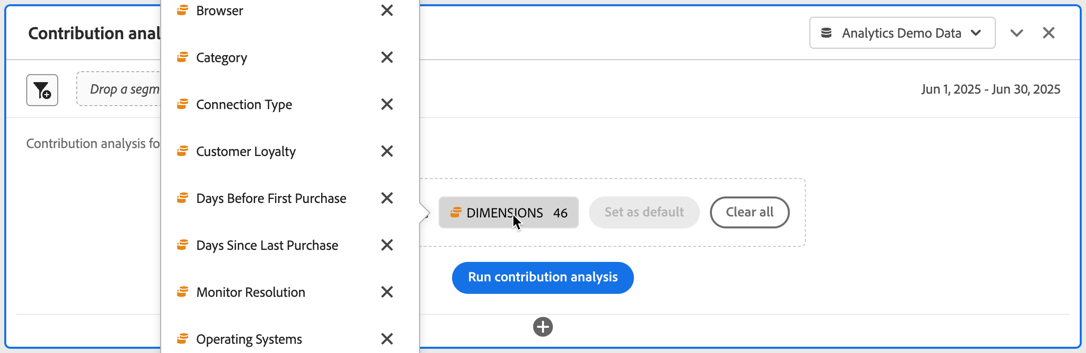 Browser
Category
Connection Type
Customer Loyalty
Days Before First Purchase
Days Since Last Purchase
Monitor Resolution
Operating Systems
Contribution anal
Analytics Demo Data
Drop a segm
Jun 1, 2025 - Jun 30, 2025
Contribution analysis fo
DIMENSIONS 46
Set as default
Clear all
Run contribution analysis